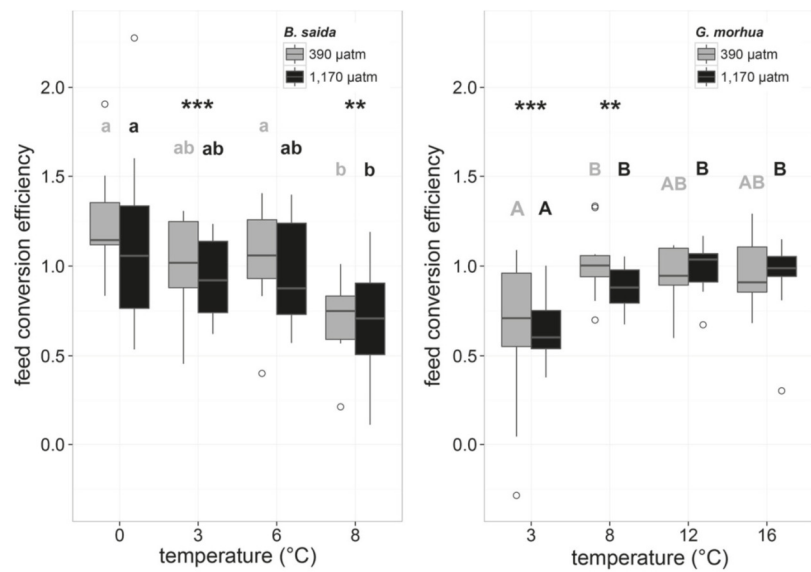 B. saida
390 µatm
1,170 µatm
G. morhua
390 µatm
1,170 µatm
feed conversion efficiency
2.0
1.5
1.0
0.5
0.0
a a
*** 
ab ab
a ab
**
b b
0 3 6 8
temperature (°C)
feed conversion efficiency
2.0
1.5
1.0
0.5
0.0
***
A A
**
B B
AB B
AB B
3 8 12 16
temperature (°C)